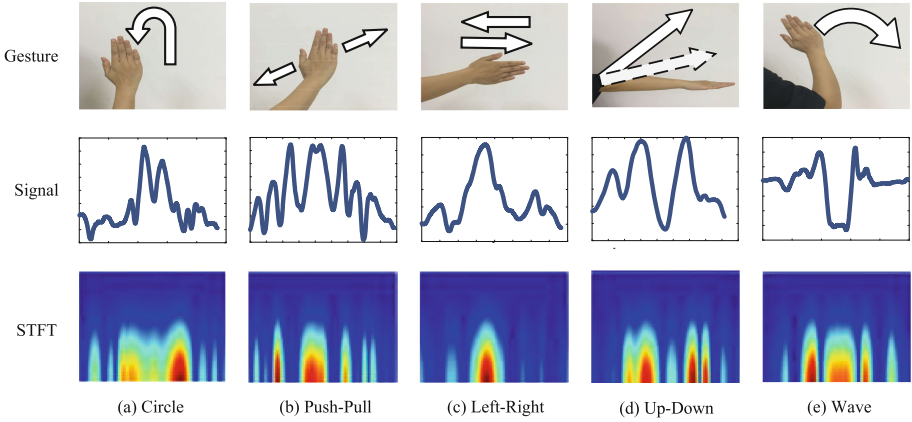 Gesture
Signal
STFT
(a) Circle (b) Push-Pull (c) Left-Right (d) Up-Down (e) Wave